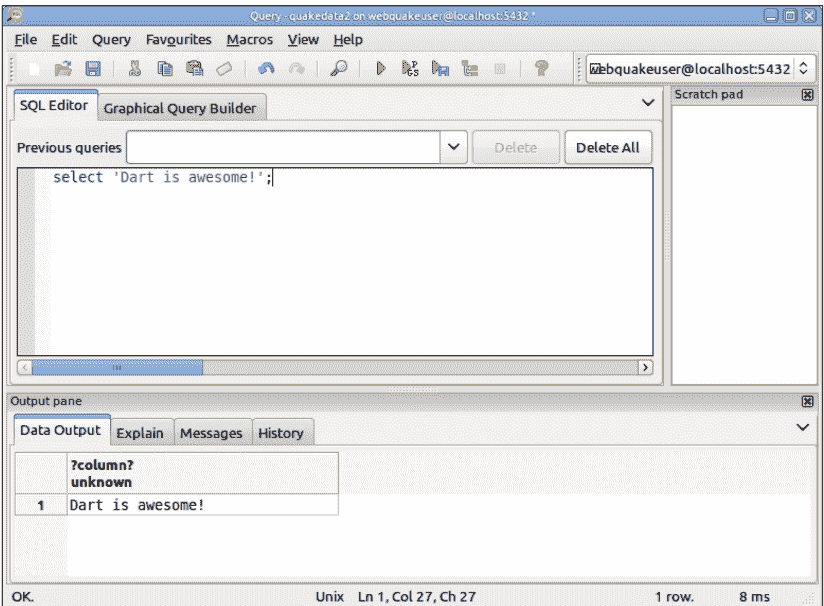 Query - quakedata2 on webquakeuser@localhost:5432 *
File Edit Query Favourites Macros View Help
webquakeuser@localhost:5432
SQL Editor Graphical Query Builder
Scratch pad
Previous queries Delete Delete All
select 'Dart is awesome!';
Output pane
Data Output Explain Messages History
?column?
unknown
1 Dart is awesome!
OK. Unix Ln 1, Col 27, Ch 27 1 row. 8 ms